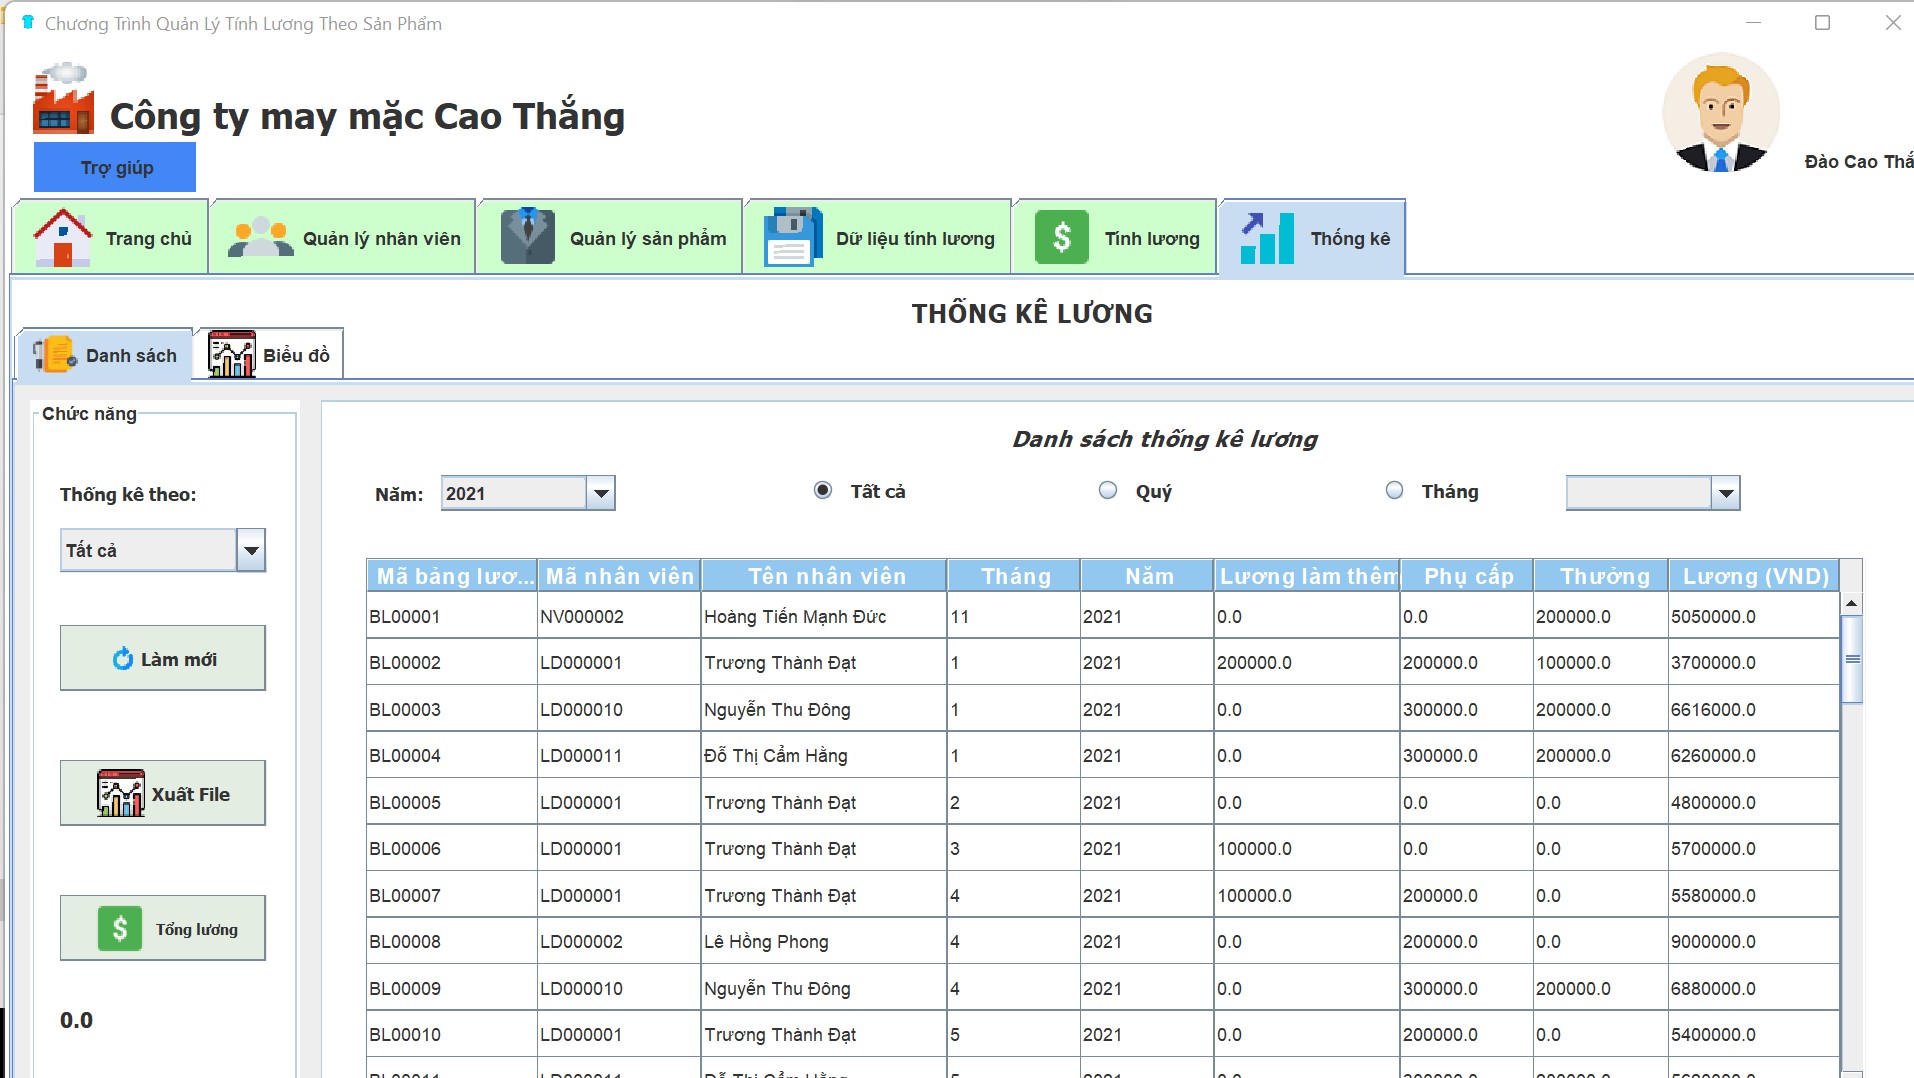 Chương Trình Quản Lý Tính Lương Theo Sản Phẩm
Công ty may mặc Cao Thắng
Trợ giúp
Đào Cao Thắ
Trang chủ Quản lý nhân viên Quản lý sản phẩm Dữ liệu tính lương Tính lương Thống kê
THỐNG KÊ LƯƠNG
Danh sách Biểu đồ
Chức năng
Thống kê theo:
Tất cả
Làm mới
Xuất File
Tổng lương
0.0
Danh sách thống kê lương
Năm: 2021 Tất cả Quý Tháng
Mã bảng lươ... Mã nhân viên Tên nhân viên Tháng Năm Lương làm thêm Phụ cấp Thưởng Lương (VND)
BL00001 NV000002 Hoàng Tiến Mạnh Đức 11 2021 0.0 0.0 200000.0 5050000.0
BL00002 LD000001 Trương Thành Đạt 1 2021 200000.0 200000.0 100000.0 3700000.0
BL00003 LD000010 Nguyễn Thu Đông 1 2021 0.0 300000.0 200000.0 6616000.0
BL00004 LD000011 Đỗ Thị Cẩm Hằng 1 2021 0.0 300000.0 200000.0 6260000.0
BL00005 LD000001 Trương Thành Đạt 2 2021 0.0 0.0 0.0 4800000.0
BL00006 LD000001 Trương Thành Đạt 3 2021 100000.0 0.0 0.0 5700000.0
BL00007 LD000001 Trương Thành Đạt 4 2021 100000.0 200000.0 0.0 5580000.0
BL00008 LD000002 Lê Hồng Phong 4 2021 0.0 200000.0 0.0 9000000.0
BL00009 LD000010 Nguyễn Thu Đông 4 2021 0.0 300000.0 200000.0 6880000.0
BL00010 LD000001 Trương Thành Đạt 5 2021 0.0 200000.0 0.0 5400000.0